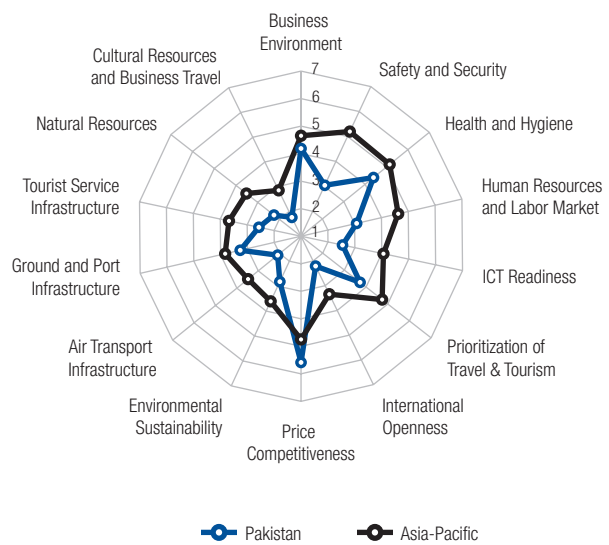 Business
Environment
Cultural Resources
and Business Travel
Safety and Security
Natural Resources
Health and Hygiene
Tourist Service
Infrastructure
Human Resources
and Labor Market
Ground and Port
Infrastructure
ICT Readiness
Air Transport
Infrastructure
Prioritization of
Travel & Tourism
Environmental
Sustainability
International
Openness
Price
Competitiveness
7
6
5
4
3
2
1
Pakistan
Asia-Pacific